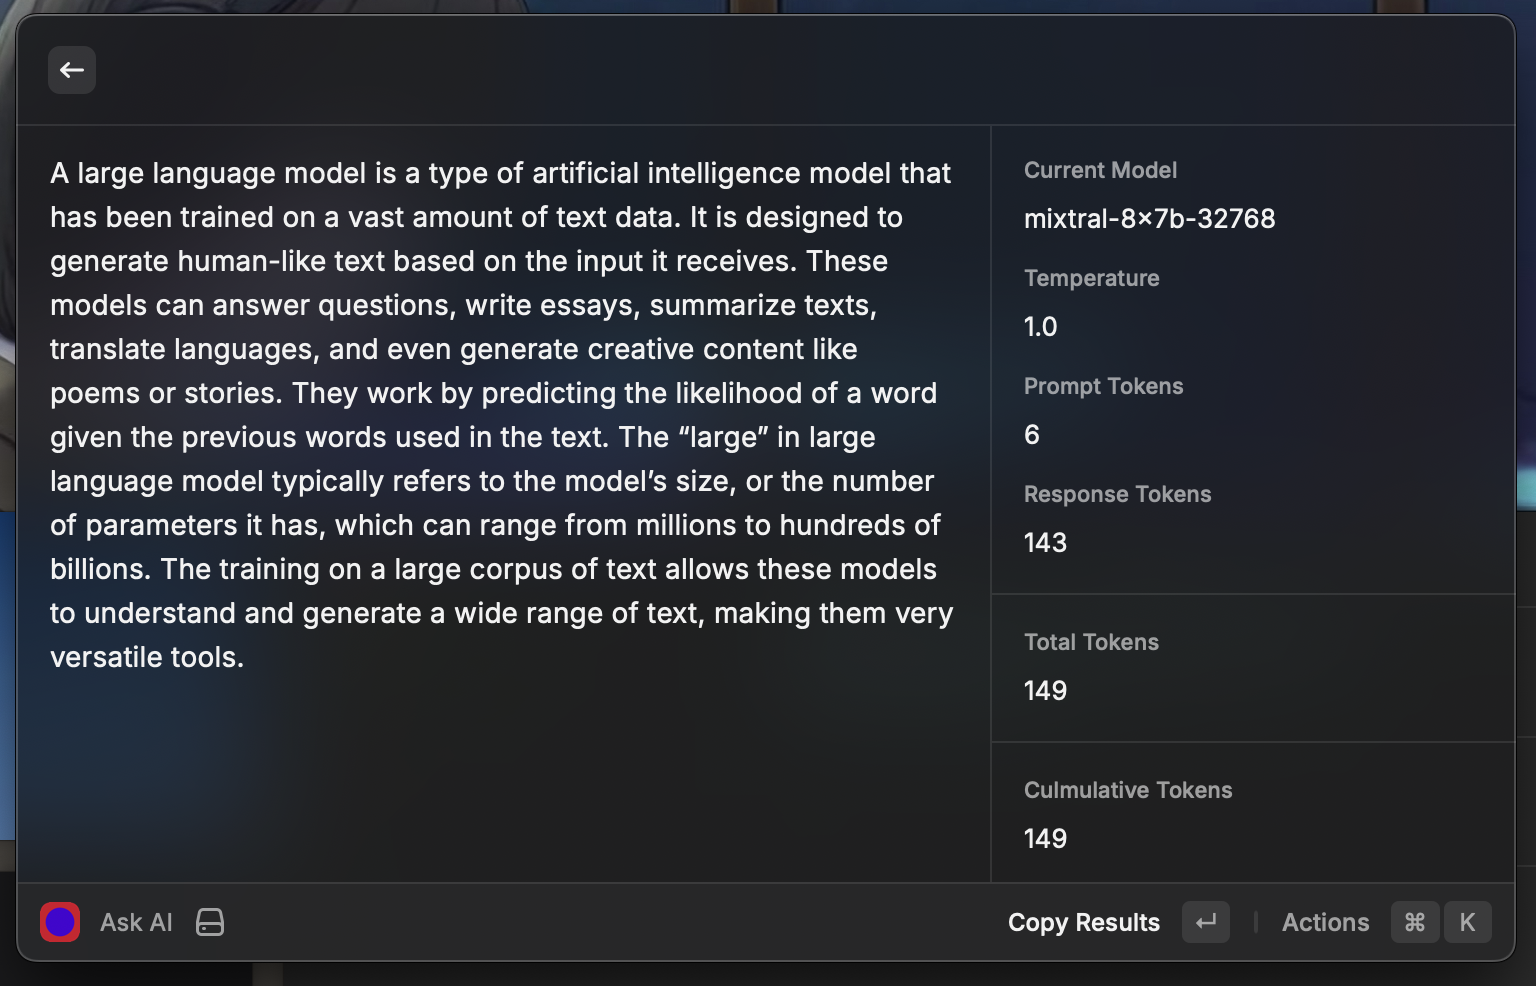 A large language model is a type of artificial intelligence model that
has been trained on a vast amount of text data. It is designed to
generate human-like text based on the input it receives. These
models can answer questions, write essays, summarize texts,
translate languages, and even generate creative content like
poems or stories. They work by predicting the likelihood of a word
given the previous words used in the text. The “large” in large
language model typically refers to the model’s size, or the number
of parameters it has, which can range from millions to hundreds of
billions. The training on a large corpus of text allows these models
to understand and generate a wide range of text, making them very
versatile tools.
Current Model
mixtral-8×7b-32768
Temperature
1.0
Prompt Tokens
6
Response Tokens
143
Total Tokens
149
Culmulative Tokens
149
Ask AI
Copy Results ↵ | Actions ⌘ K